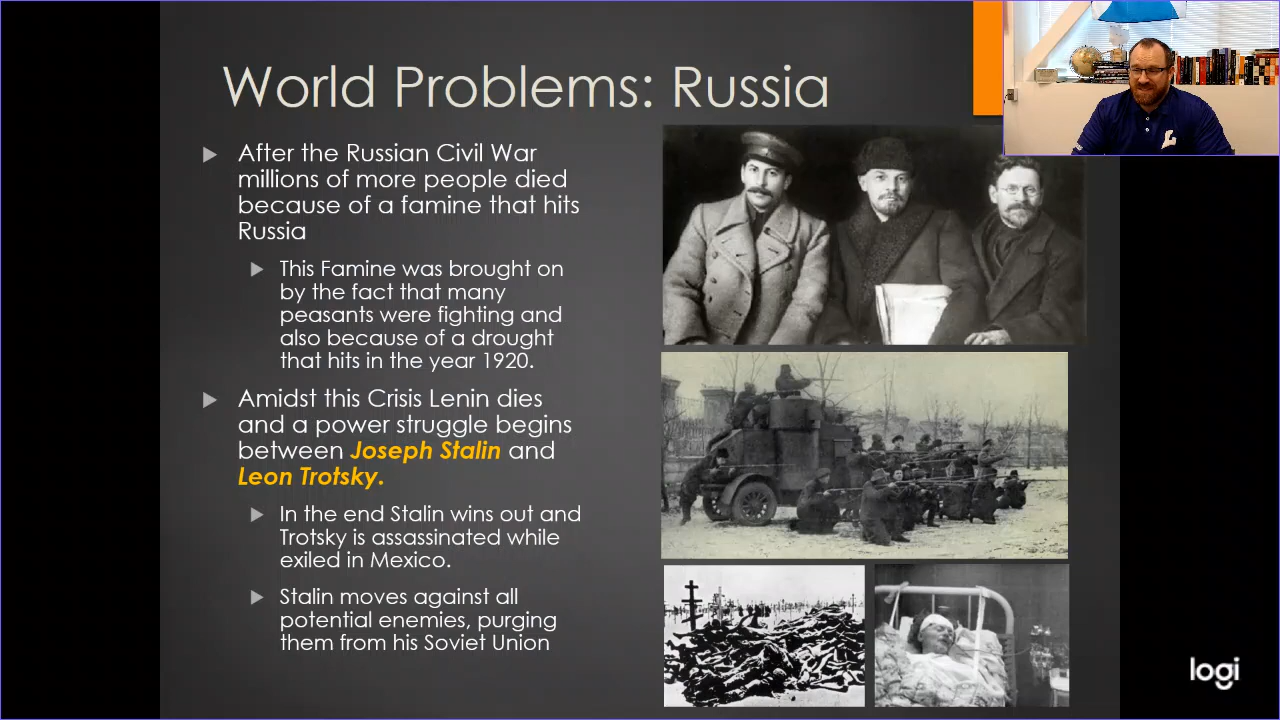 World Problems: Russia
After the Russian Civil War
millions of more people died
because of a famine that hits
Russia
This Famine was brought on
by the fact that many
peasants were fighting and
also because of a drought
that hits in the year 1920.
Amidst this Crisis Lenin dies
and a power struggle begins
between Joseph Stalin and
Leon Trotsky.
In the end Stalin wins out and
Trotsky is assassinated while
exiled in Mexico.
Stalin moves against all
potential enemies, purging
them from his Soviet Union
logi